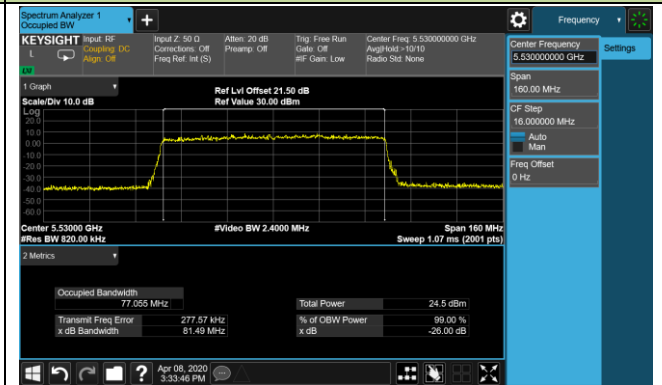 Spectrum Analyzer 1
Occupied BW
+
Frequency
KEYSIGHT
L
Input: RF
Coupling: DC
Align: Off
Input Z: 50 Ω
Corrections: Off
Freq Ref: Int (S)
Atten: 20 dB
Preamp: Off
Trig: Free Run
Gate: Off
#IF Gain: Low
Center Freq: 5.530000000 GHz
Avg|Hold:>10/10
Radio Std: None
Center Frequency
5.530000000 GHz
Settings
Span
160.00 MHz
CF Step
16.000000 MHz
Auto
Man
Freq Offset
0 Hz
1 Graph
Scale/Div 10.0 dB
Ref Lvl Offset 21.50 dB
Ref Value 30.00 dBm
Log
20.0
10.0
0.00
-10.0
-20.0
-30.0
-40.0
-50.0
-60.0
Center 5.53000 GHz
#Res BW 820.00 kHz
#Video BW 2.4000 MHz
Span 160 MHz
Sweep 1.07 ms (2001 pts)
2 Metrics
Occupied Bandwidth
77.055 MHz
Total Power 24.5 dBm
Transmit Freq Error 277.57 kHz
% of OBW Power 99.00 %
x dB Bandwidth 81.49 MHz
x dB -26.00 dB
?
Apr 08, 2020
3:33:46 PM